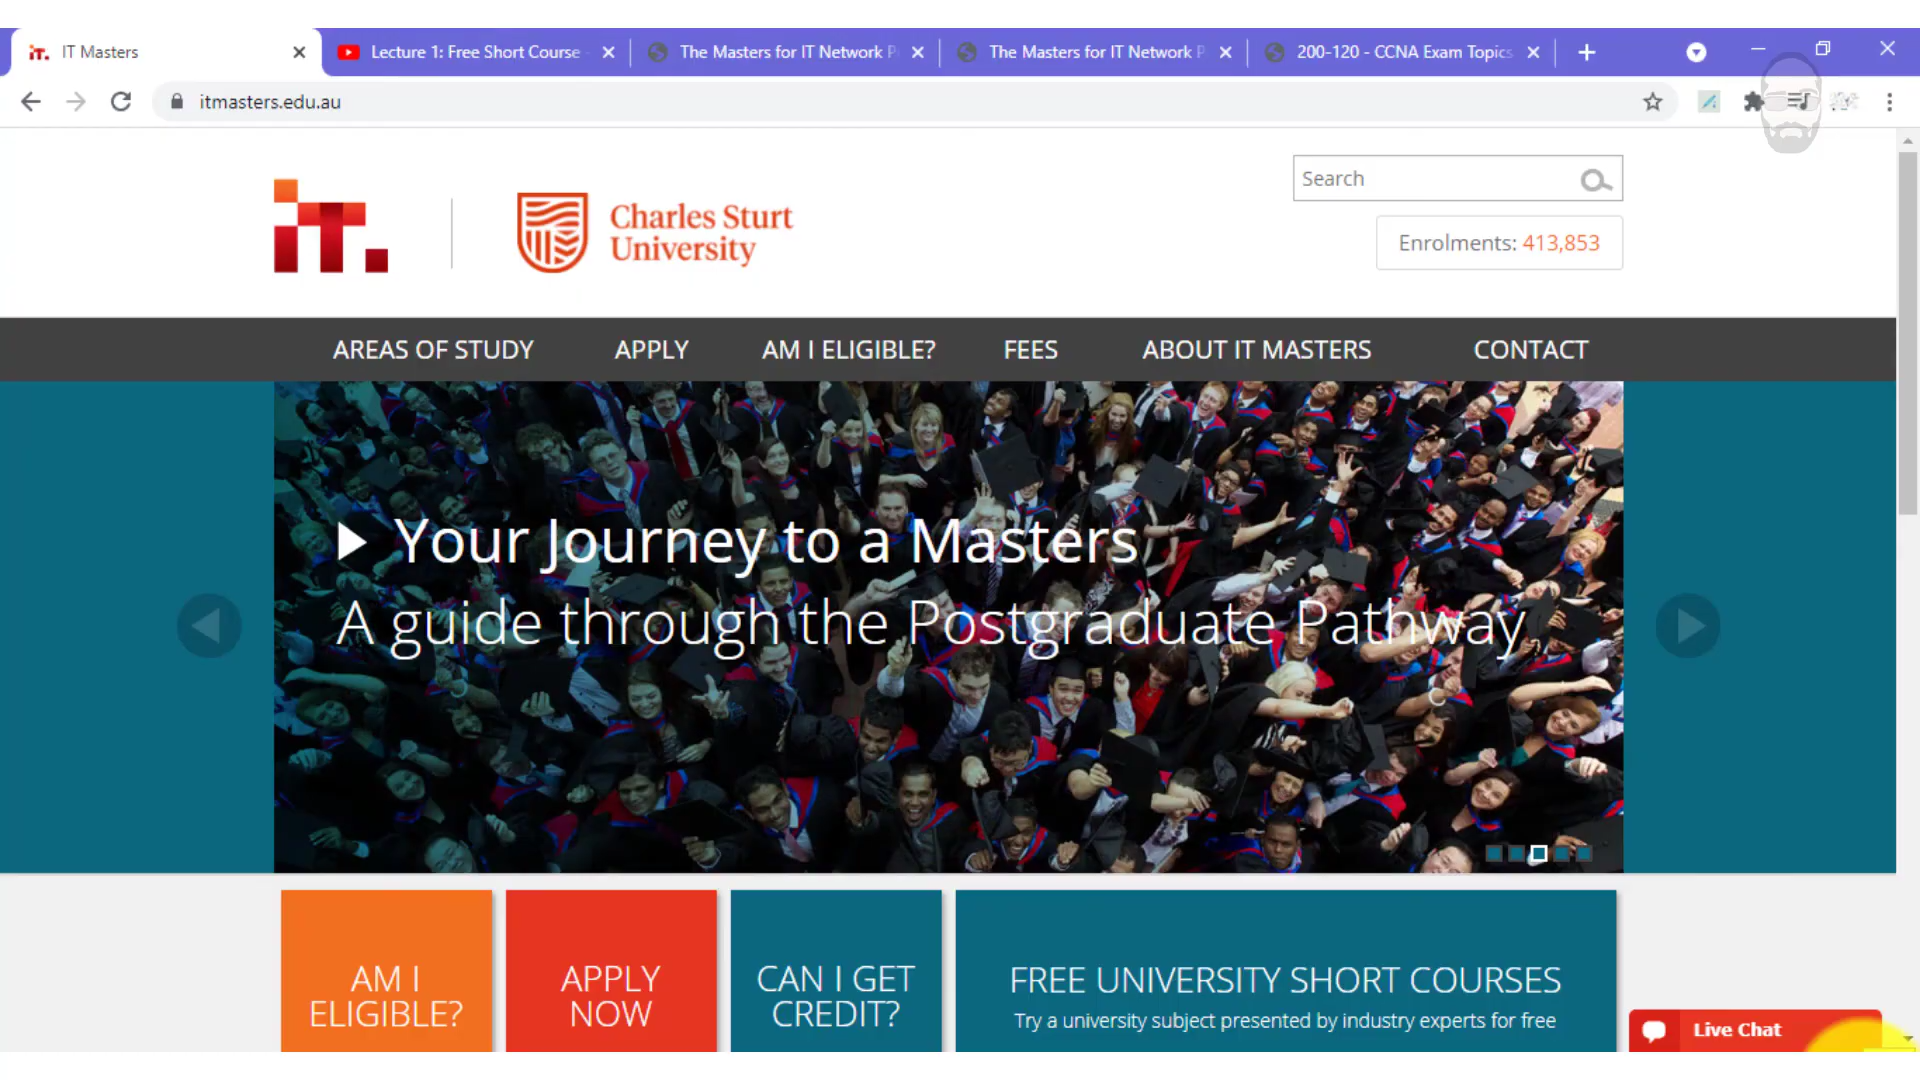 IT Masters
Lecture 1: Free Short Course -
The Masters for IT Network P
The Masters for IT Network P
200-120 - CCNA Exam Topics
itmasters.edu.au
iT.
Charles Sturt
University
Search
Enrolments: 413,853
AREAS OF STUDY
APPLY
AM I ELIGIBLE?
FEES
ABOUT IT MASTERS
CONTACT
Your Journey to a Masters
A guide through the Postgraduate Pathway
AM I
ELIGIBLE?
APPLY
NOW
CAN I GET
CREDIT?
FREE UNIVERSITY SHORT COURSES
Try a university subject presented by industry experts for free
Live Chat